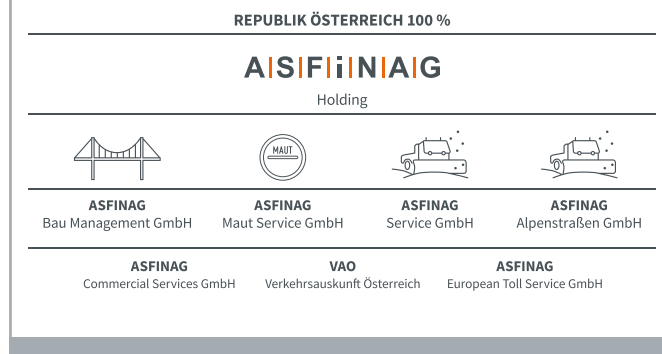 REPUBLIK ÖSTERREICH 100 %
ASFiNAG
Holding
MAUT
ASFINAG ASFINAG ASFINAG ASFINAG
Bau Management GmbH Maut Service GmbH Service GmbH Alpenstraßen GmbH
ASFINAG VAO ASFINAG
Commercial Services GmbH Verkehrsauskunft Österreich European Toll Service GmbH